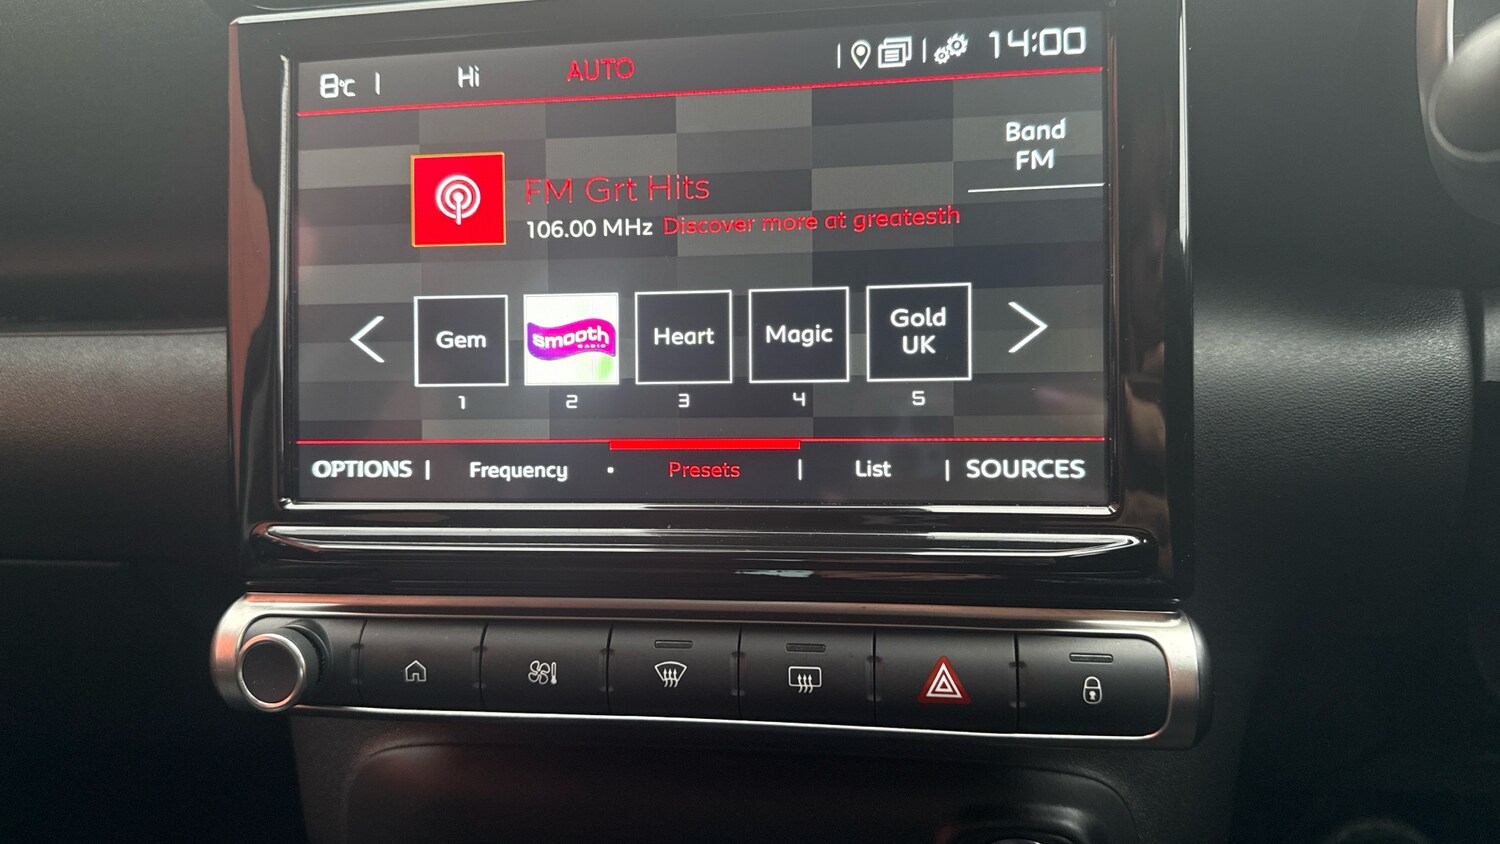 8°C | Hi AUTO 14:00
Band
FM
FM Grt Hits
106.00 MHz Discover more at greatesth
Gem
smooth
RADIO
Heart
Magic
Gold
UK
1 2 3 4 5
OPTIONS | Frequency • Presets | List | SOURCES